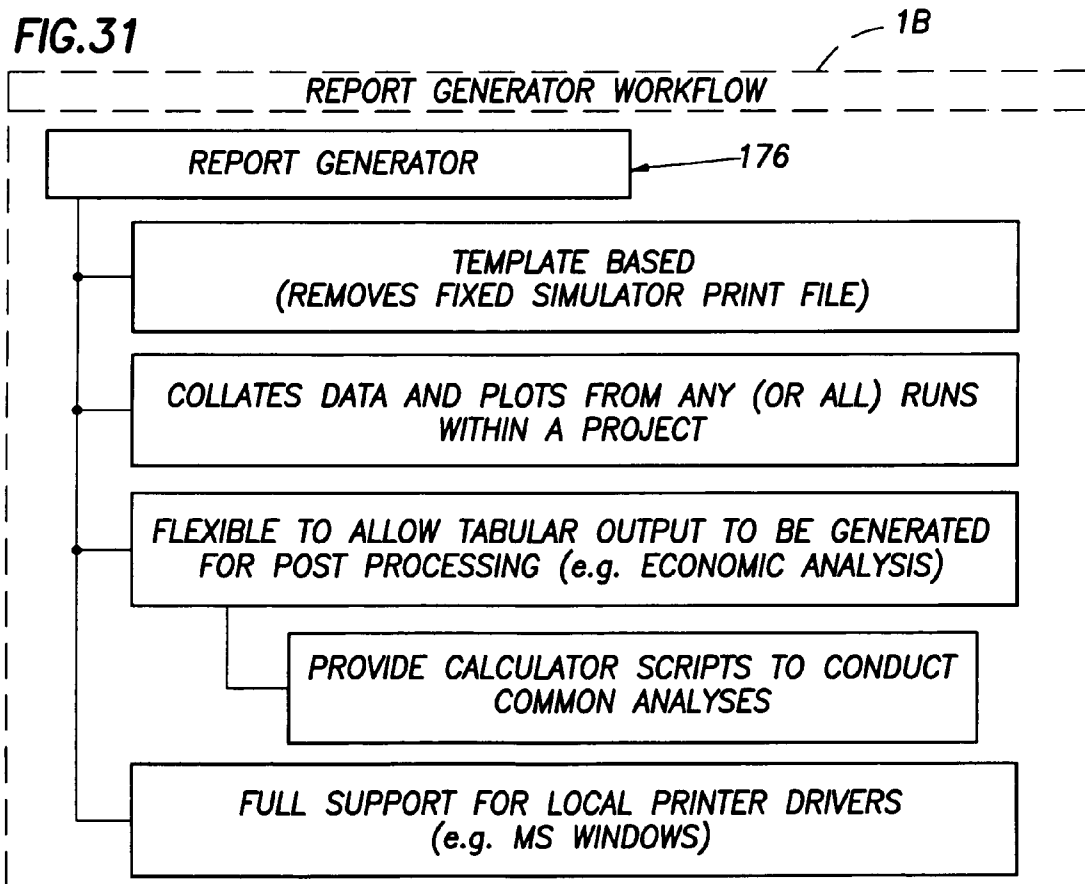 FIG.31
1B
REPORT GENERATOR WORKFLOW
REPORT GENERATOR
176
TEMPLATE BASED
(REMOVES FIXED SIMULATOR PRINT FILE)
COLLATES DATA AND PLOTS FROM ANY (OR ALL) RUNS
WITHIN A PROJECT
FLEXIBLE TO ALLOW TABULAR OUTPUT TO BE GENERATED
FOR POST PROCESSING (e.g. ECONOMIC ANALYSIS)
PROVIDE CALCULATOR SCRIPTS TO CONDUCT
COMMON ANALYSES
FULL SUPPORT FOR LOCAL PRINTER DRIVERS
(e.g. MS WINDOWS)